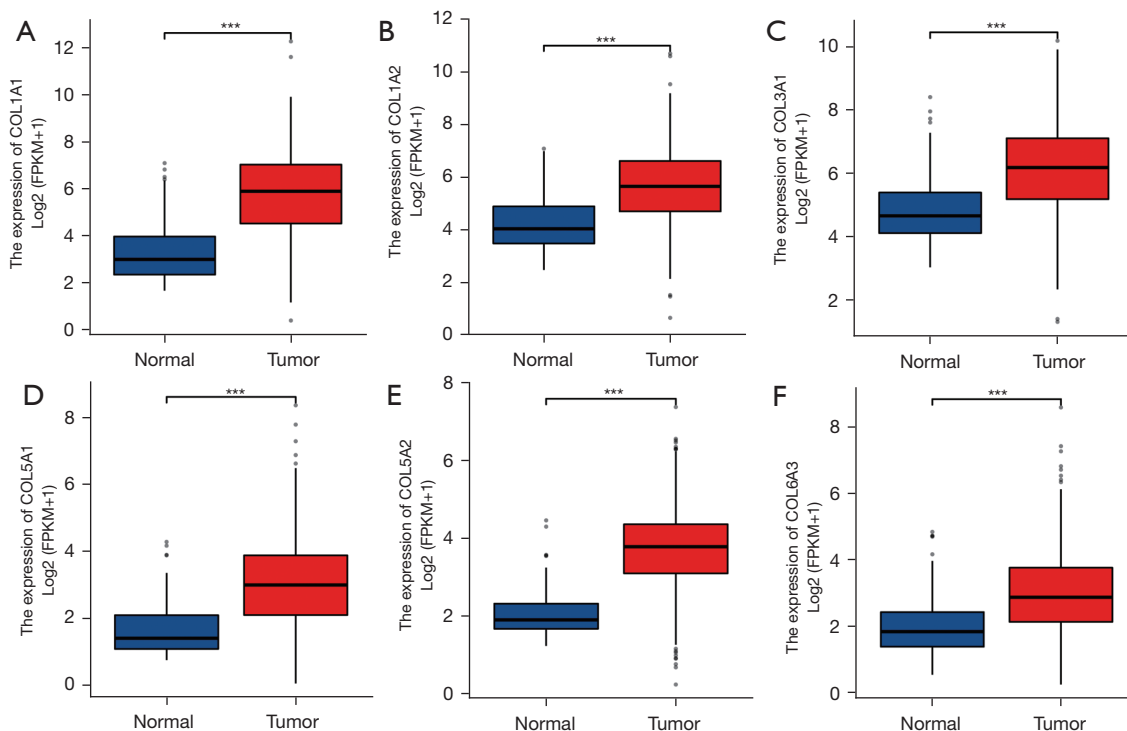 A
The expression of COL1A1
Log2 (FPKM+1)
12
10
8
6
4
2
0
***
Normal
Tumor
B
The expression of COL1A2
Log2 (FPKM+1)
12
10
8
6
4
2
0
***
Normal
Tumor
C
The expression of COL3A1
Log2 (FPKM+1)
10
8
6
4
2
***
Normal
Tumor
D
The expression of COL5A1
Log2 (FPKM+1)
8
6
4
2
0
***
Normal
Tumor
E
The expression of COL5A2
Log2 (FPKM+1)
8
6
4
2
0
***
Normal
Tumor
F
The expression of COL6A3
Log2 (FPKM+1)
8
6
4
2
0
***
Normal
Tumor